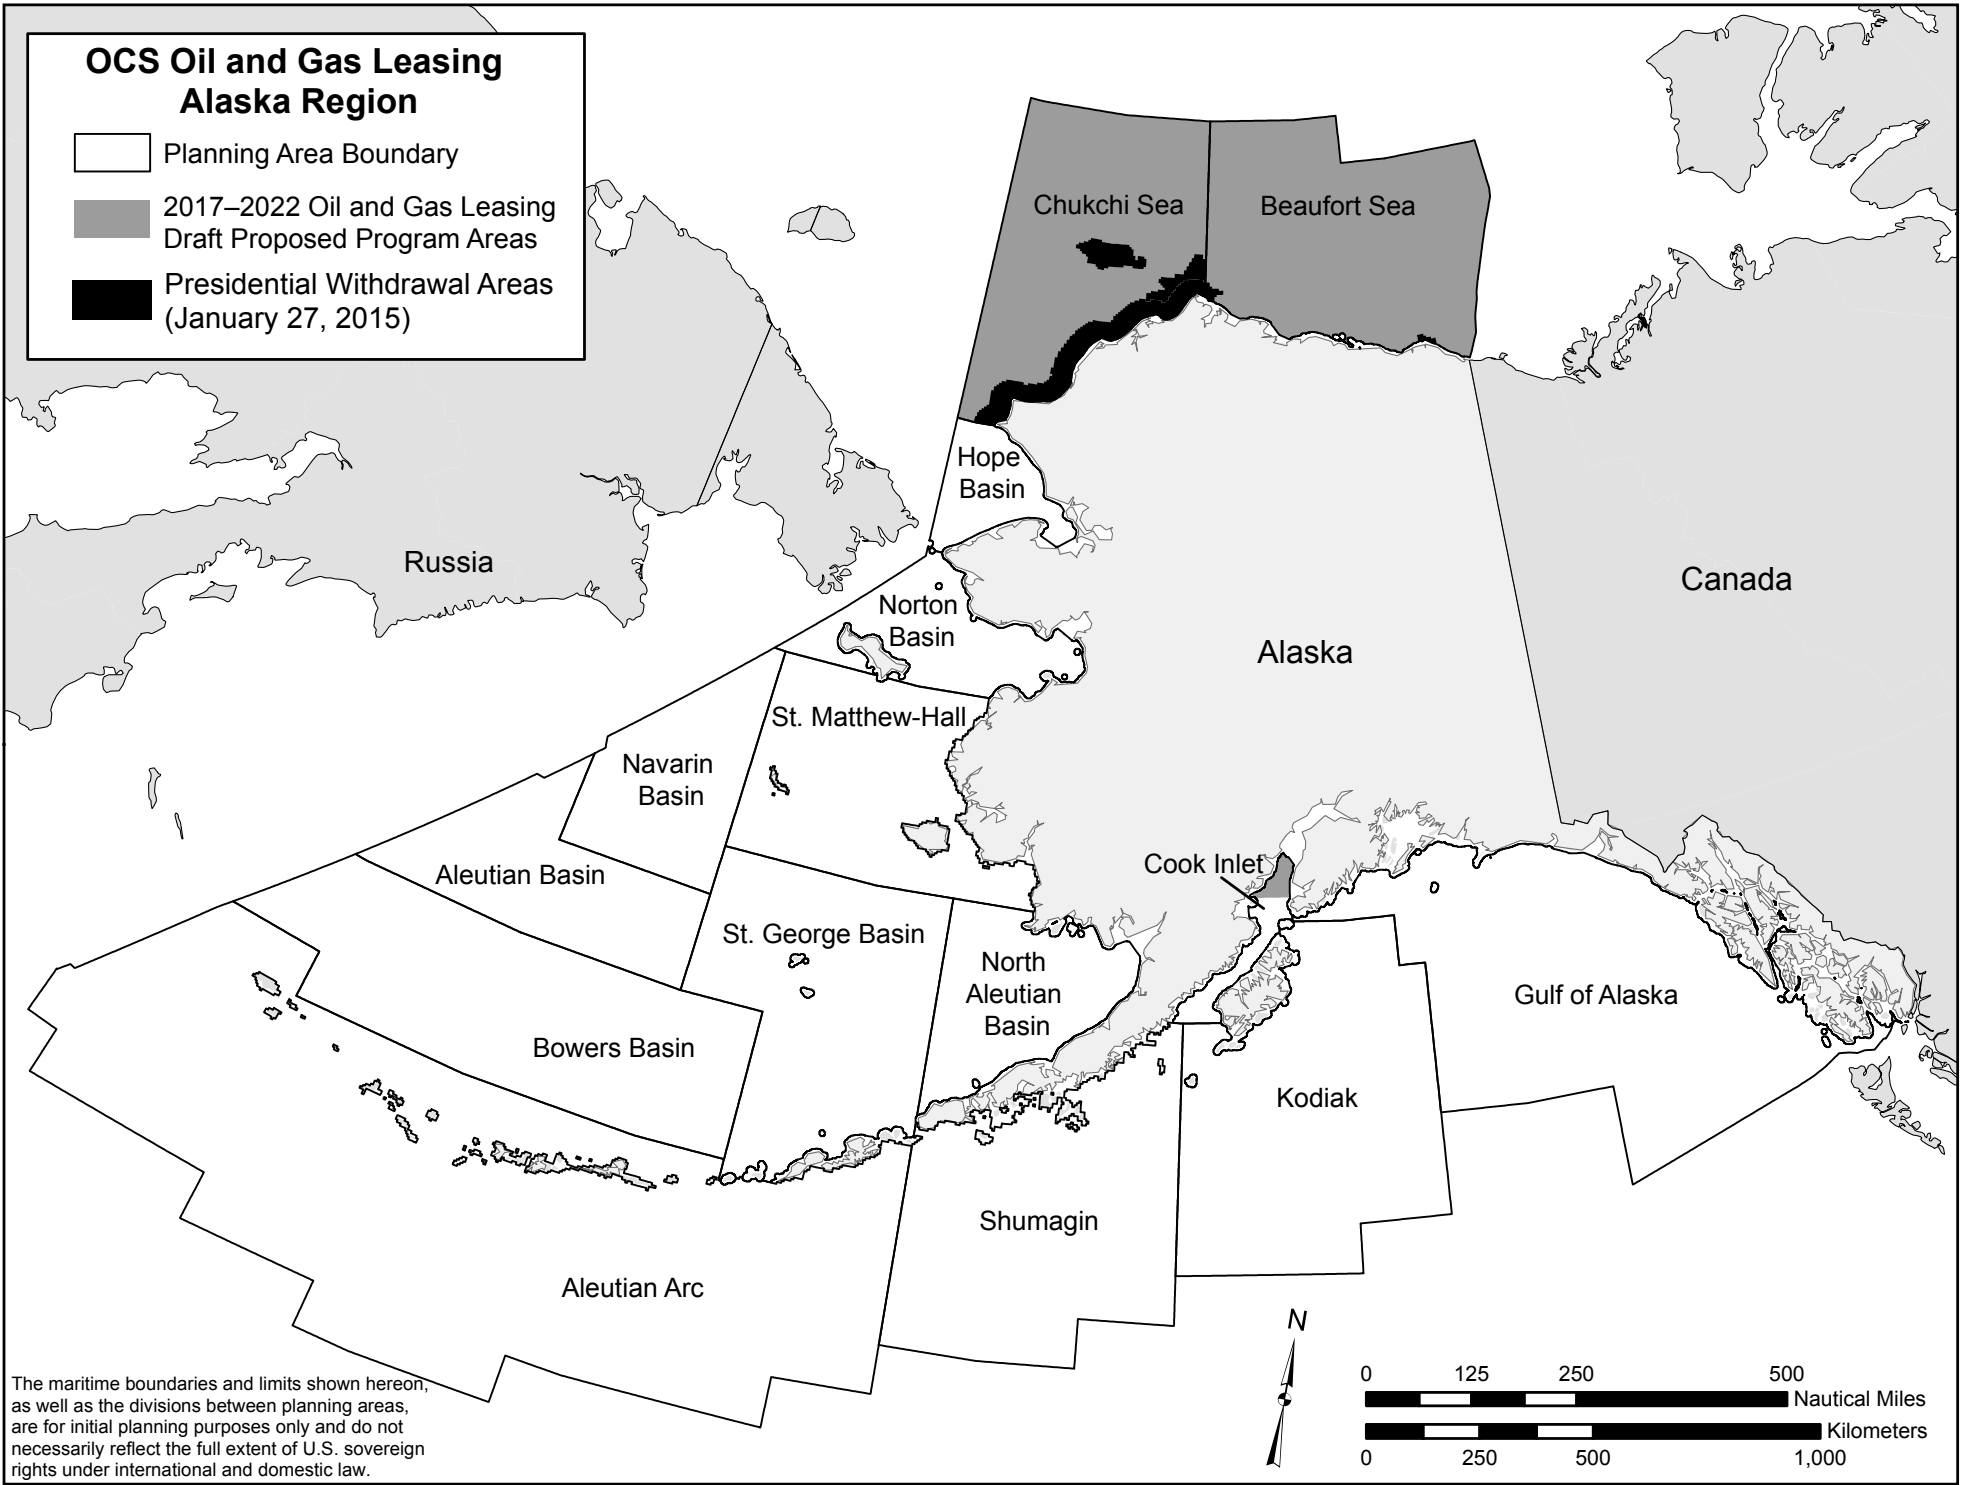 OCS Oil and Gas Leasing
Alaska Region
Planning Area Boundary
2017–2022 Oil and Gas Leasing
Draft Proposed Program Areas
Presidential Withdrawal Areas
(January 27, 2015)
Chukchi Sea
Beaufort Sea
Hope
Basin
Russia
Canada
Norton
Basin
Alaska
St. Matthew-Hall
Navarin
Basin
Cook Inlet
Aleutian Basin
St. George Basin
North
Aleutian
Basin
Gulf of Alaska
Bowers Basin
Kodiak
Shumagin
Aleutian Arc
N
0 125 250 500
Nautical Miles
Kilometers
0 250 500 1,000
The maritime boundaries and limits shown hereon,
as well as the divisions between planning areas,
are for initial planning purposes only and do not
necessarily reflect the full extent of U.S. sovereign
rights under international and domestic law.